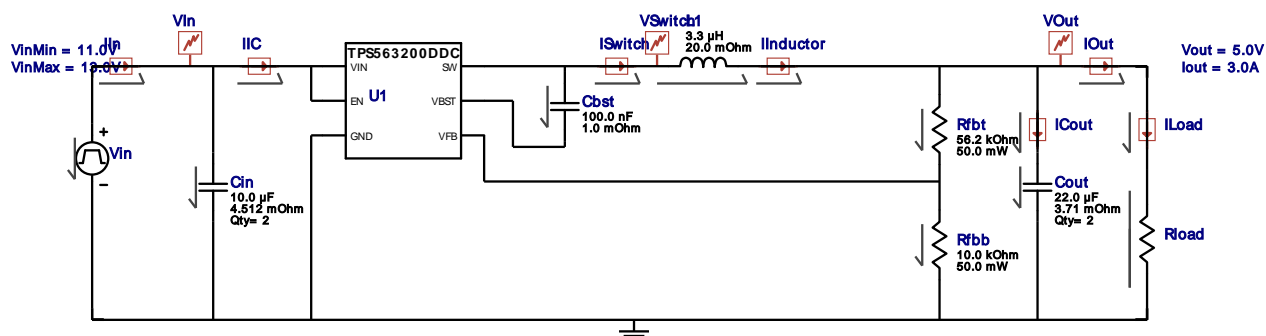 VinMin = 11.0V
VinMax = 13.0V
IIn
VIn
IIC
TPS563200DDC
VIN
SW
U1
EN
VBST
GND
VFB
ISwitch
VSwitch
L1
3.3 µH
20.0 mOhm
IInductor
VOut
IOut
Vout = 5.0V
Iout = 3.0A
Cbst
100.0 nF
1.0 mOhm
Rfbt
56.2 kOhm
50.0 mW
ICout
ILoad
+
Vin
−
Cin
10.0 µF
4.512 mOhm
Qty= 2
Cout
22.0 µF
3.71 mOhm
Qty= 2
Rfbb
10.0 kOhm
50.0 mW
Rload